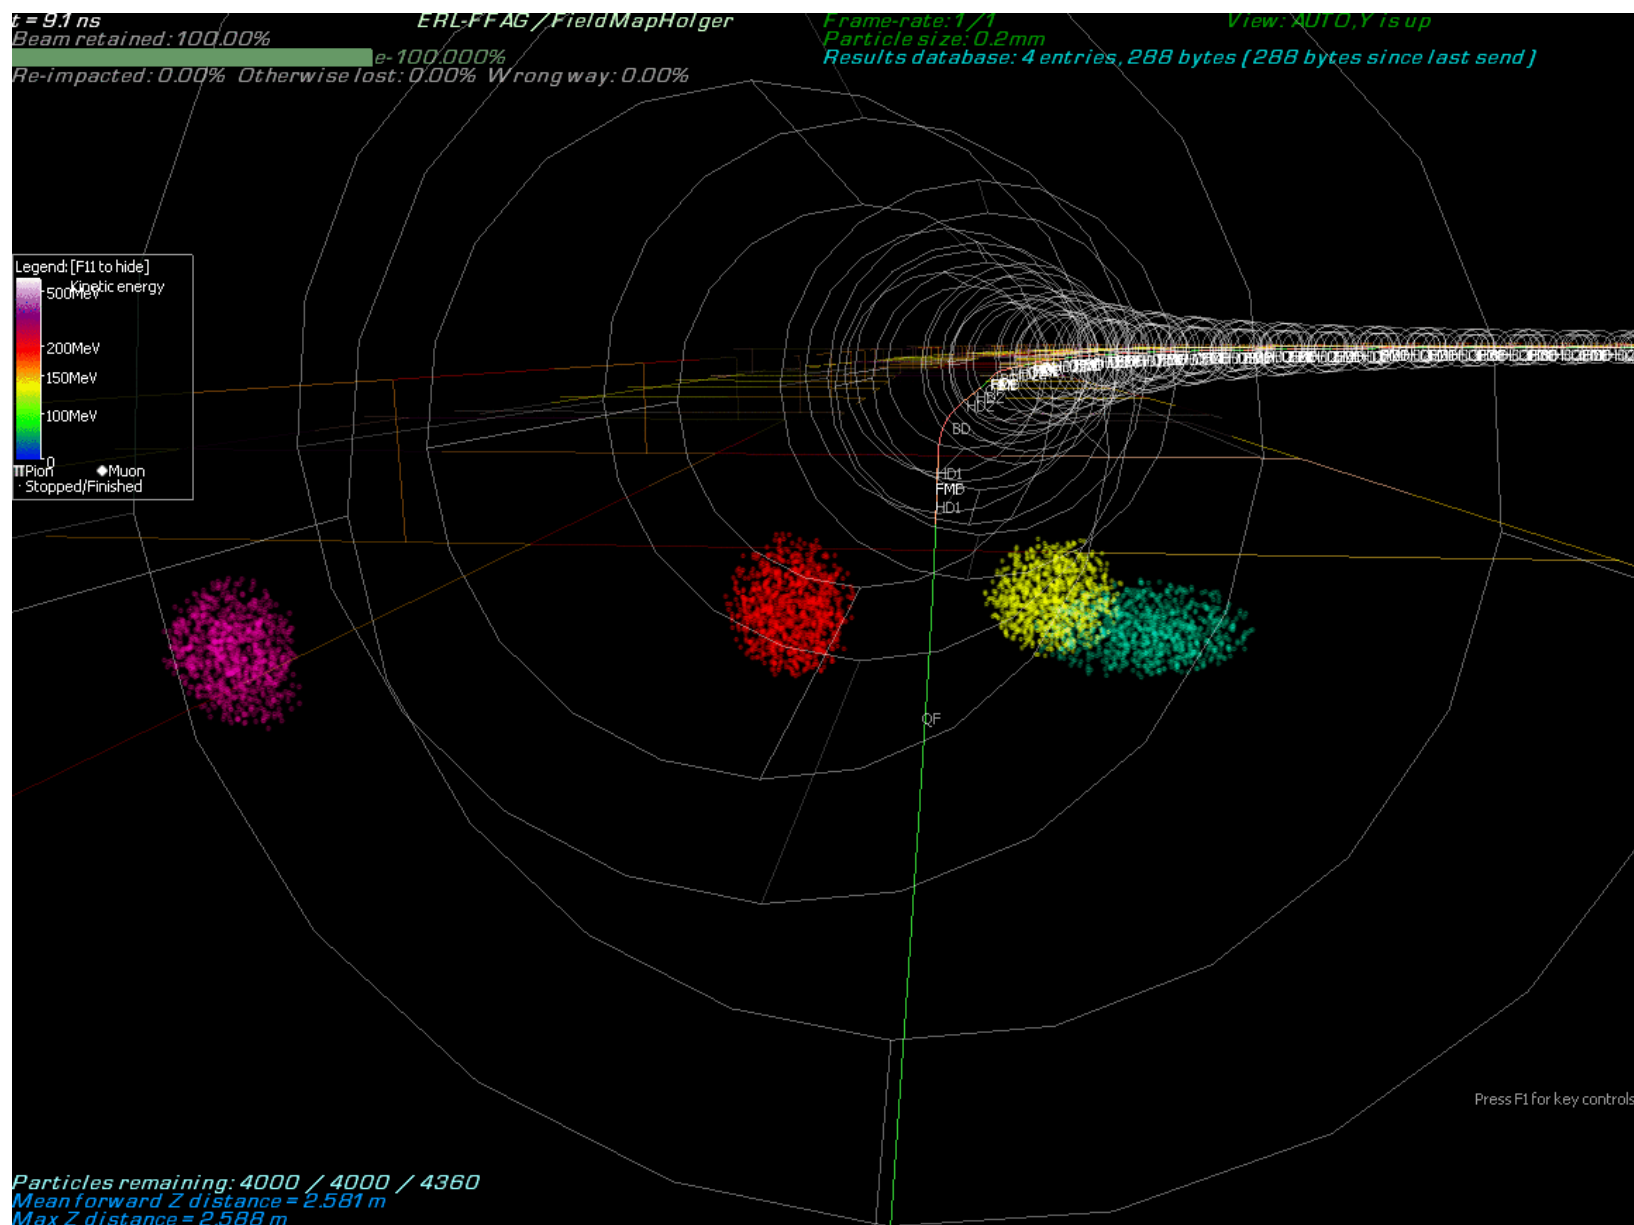 t = 9.1 ns
ERL-FFAG / FieldMapHolger
Frame-rate: 1 / 1
View: AUTO, Y is up
Beam retained: 100.00%
Particle size: 0.2mm
e- 100.000%
Results database: 4 entries, 288 bytes ( 288 bytes since last send )
Re-impacted: 0.00% Otherwise lost: 0.00% Wrong way: 0.00%
Legend: [F11 to hide]
Kinetic energy
500MeV
200MeV
150MeV
100MeV
0
πPion ◆Muon
· Stopped/Finished
HD2
BD
HD1
FMD
HD1
QF
Press F1 for key controls
Particles remaining: 4000 / 4000 / 4360
Mean forward Z distance = 2.581 m
Max Z distance = 2.588 m